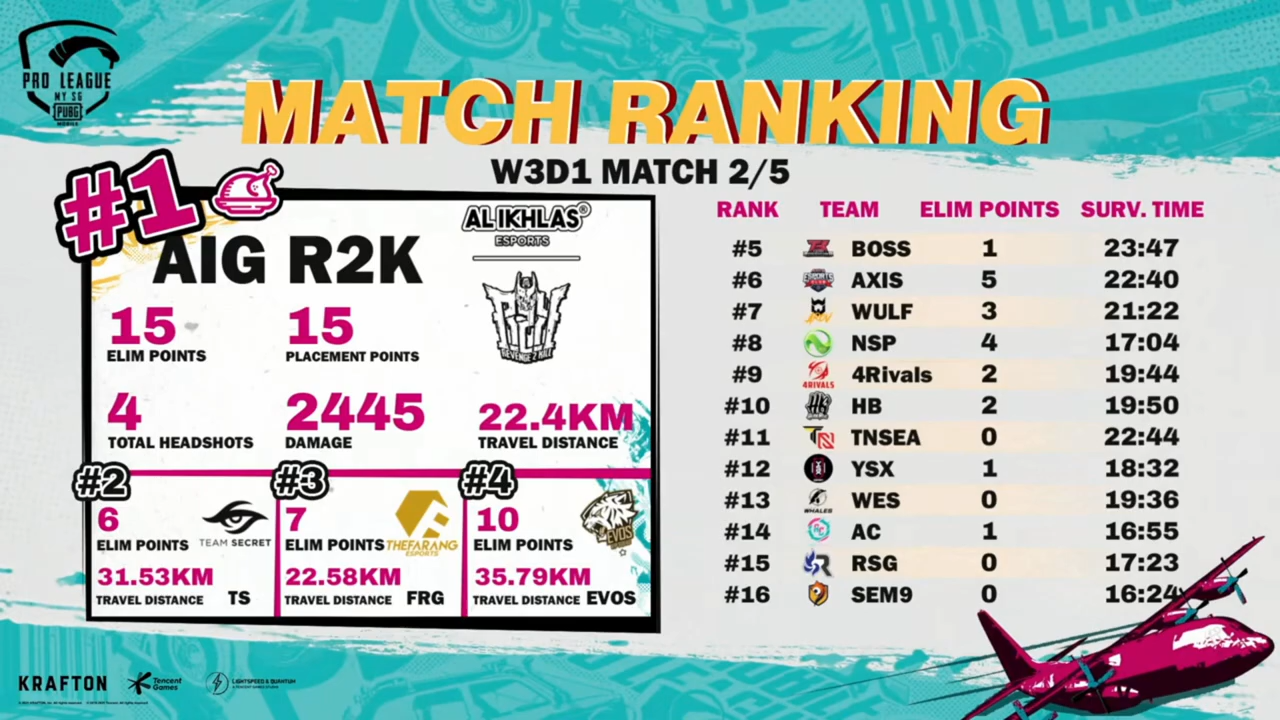 PRO LEAGUE
MY SG
PUBG
MOBILE
MATCH RANKING
W3D1 MATCH 2/5
#1
AIG R2K
AL IKHLAS®
ESPORTS
REVENGE2KILL
15
ELIM POINTS
15
PLACEMENT POINTS
4
TOTAL HEADSHOTS
2445
DAMAGE
22.4KM
TRAVEL DISTANCE
#2
6
ELIM POINTS
TEAM SECRET
31.53KM
TRAVEL DISTANCE
TS
#3
7
ELIM POINTS
THEFARANG
ESPORTS
22.58KM
TRAVEL DISTANCE
FRG
#4
10
ELIM POINTS
EVOS
35.79KM
TRAVEL DISTANCE
EVOS
RANK TEAM ELIM POINTS SURV. TIME
#5 BOSS 1 23:47
#6 AXIS 5 22:40
#7 WULF 3 21:22
#8 NSP 4 17:04
#9 4RIVALS 4Rivals 2 19:44
#10 HB 2 19:50
#11 TNSEA 0 22:44
#12 YSX 1 18:32
#13 WHALES WES 0 19:36
#14 AC 1 16:55
#15 RSG 0 17:23
#16 SEM9 0 16:24
KRAFTON
Tencent
Games
LIGHTSPEED & QUANTUM